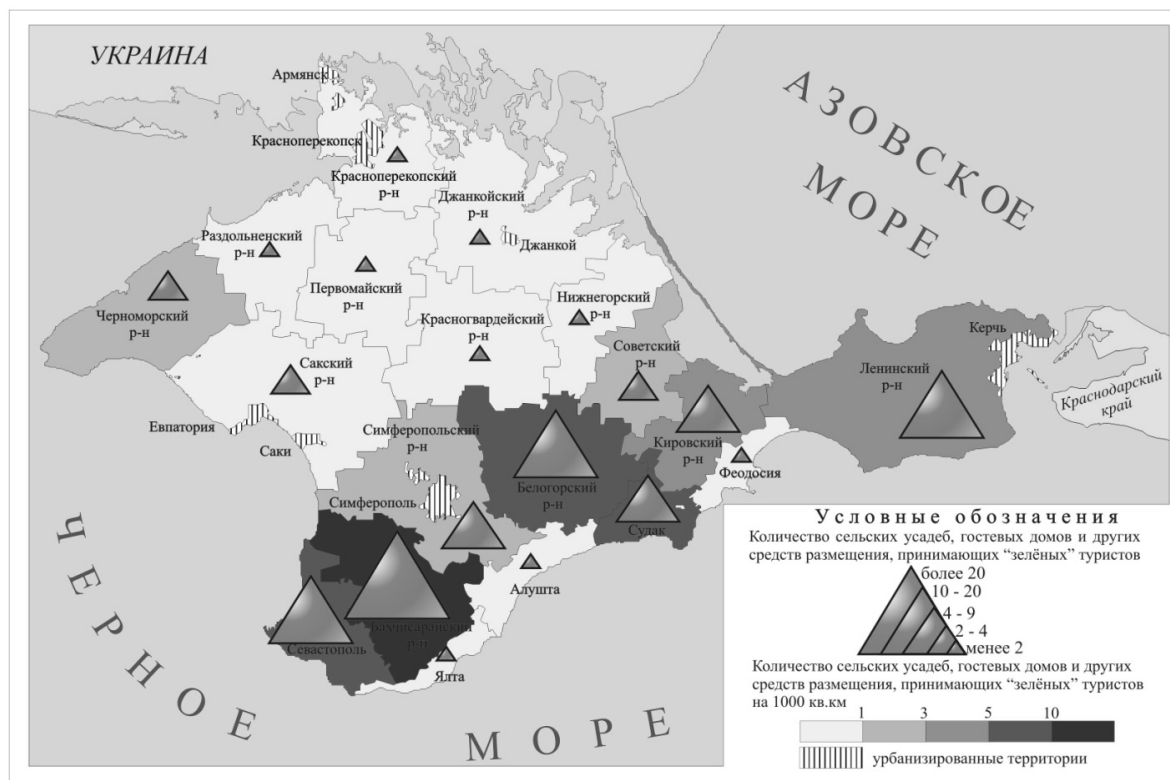 УКРАИНА
Армянск
АЗОВСКОЕ
МОРЕ
Красноперекопск
Красноперекопский
р-н
Джанкойский
р-н
Джанкой
Раздольненский
р-н
Первомайский
р-н
Черноморский
р-н
Нижнегорский
р-н
Красногвардейский
р-н
Советский
р-н
Керчь
Ленинский
р-н
Краснодарский
край
Сакский
р-н
Евпатория
Саки
Симферопольский
р-н
Кировский
р-н
Феодосия
Белогорский
р-н
Симферополь
Судак
Алушта
Бахчисарайский
р-н
Севастополь
Ялта
ЧЕРНОЕ
МОРЕ
Условные обозначения
Количество сельских усадеб, гостевых домов и других
средств размещения, принимающих “зелёных” туристов
более 20
10 - 20
4 - 9
2 - 4
менее 2
Количество сельских усадеб, гостевых домов и других
средств размещения, принимающих “зелёных” туристов
на 1000 кв.км
1 3 5 10
урбанизированные территории